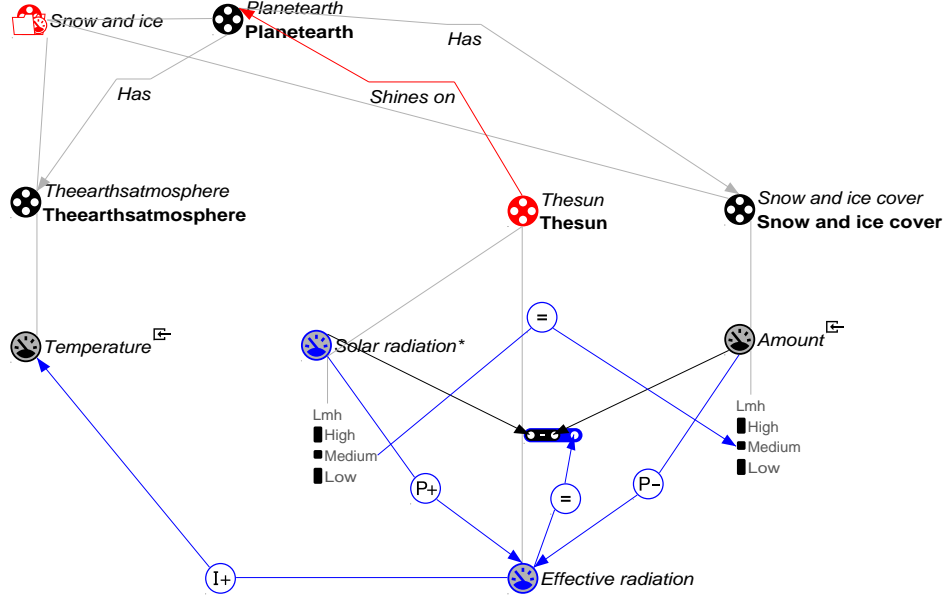 Planetearth
Snow and ice
Planetearth
Has
Has
Shines on
Theearthsatmosphere
Theearthsatmosphere
Thesun
Thesun
Snow and ice cover
Snow and ice cover
=
Temperature
Solar radiation*
Amount
Lmh
High
Medium
Low
-
Lmh
High
Medium
Low
P+
=
P-
I+
Effective radiation